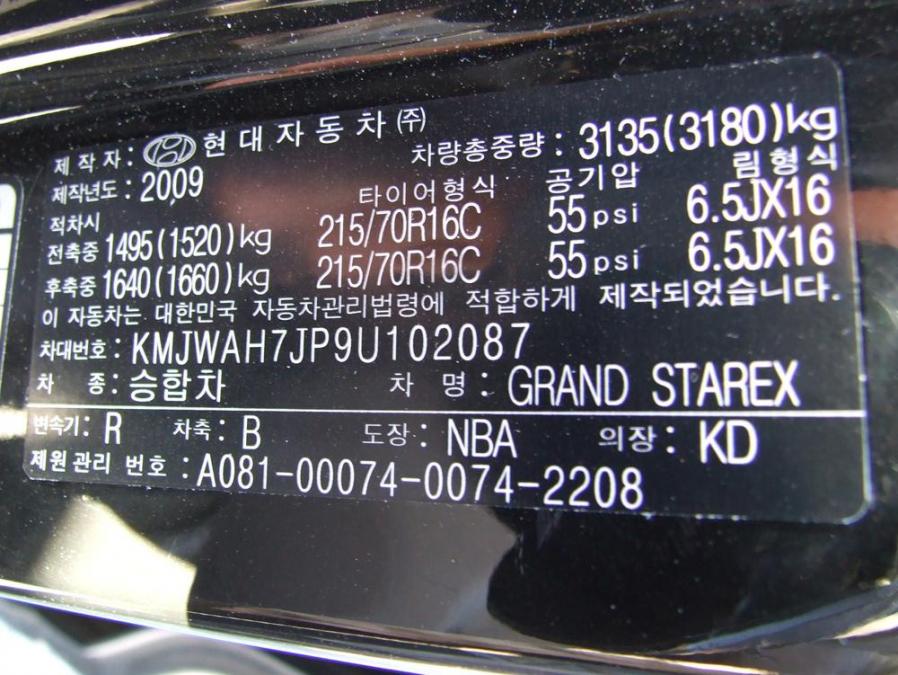 제작자: 현대자동차(주) 차량총중량: 3135(3180)kg
제작년도: 2009 타이어형식 공기압 림형식
적차시
전축중 1495(1520)kg 215/70R16C 55psi 6.5JX16
후축중 1640(1660)kg 215/70R16C 55psi 6.5JX16
이 자동차는 대한민국 자동차관리법령에 적합하게 제작되었습니다.
차대번호: KMJWAH7JP9U102087
차 종: 승합차 차 명: GRAND STAREX
변속기: R 차축: B 도장: NBA 의장: KD
제원관리 번호: A081-00074-0074-2208